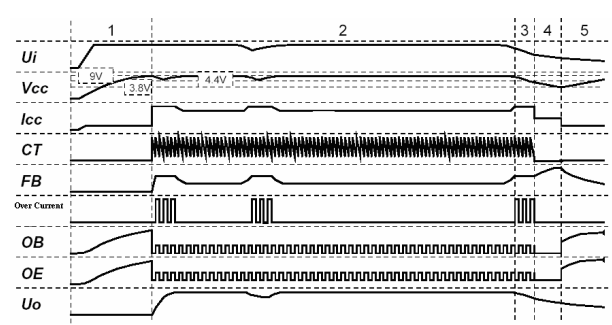 1 2 3 4 5
Ui
9V
4.4V
Vcc
3.8V
Icc
CT
FB
Over Current
OB
OE
Uo